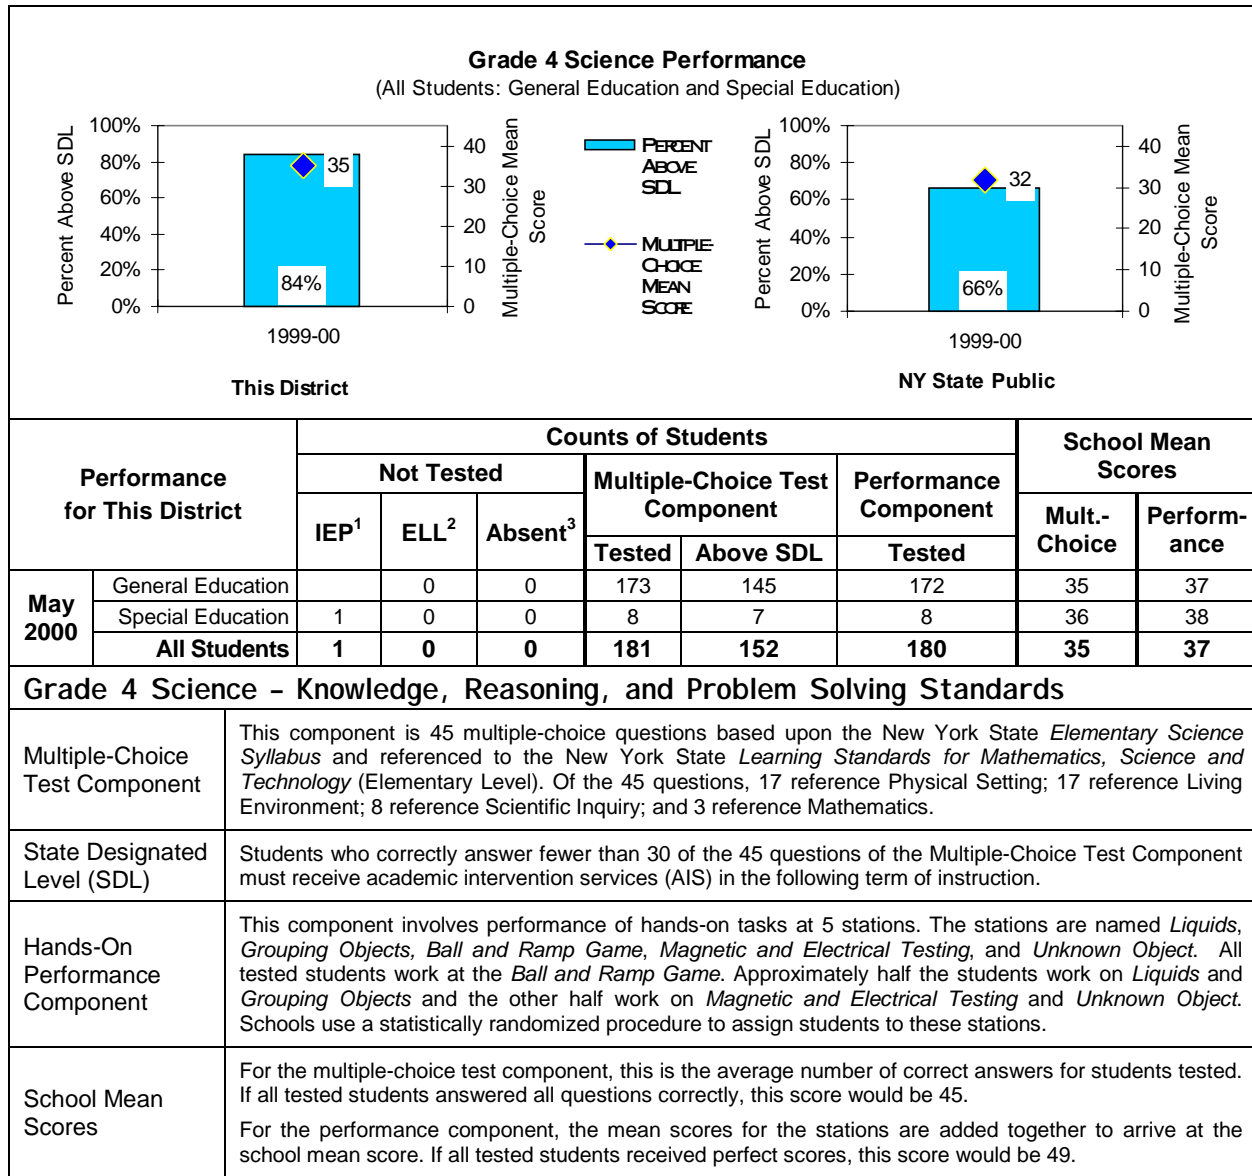 Grade 4 Science Performance
(All Students: General Education and Special Education)
Percent Above SDL
100%
80%
60%
40%
20%
0%
35
84%
1999-00
40
30
20
10
0
Multiple-Choice Mean
Score
This District
PERCENT
ABOVE
SDL
MULTIPLE-
CHOICE
MEAN
SCORE
Percent Above SDL
100%
80%
60%
40%
20%
0%
32
66%
1999-00
40
30
20
10
0
Multiple-Choice Mean
Score
NY State Public
Performance
for This District
Counts of Students
School Mean
Scores
Not Tested
Multiple-Choice Test
Component
Performance
Component
IEP1
ELL2
Absent3
Tested
Above SDL
Tested
Mult.-
Choice
Perform-
ance
May
2000
General Education 0 0 173 145 172 35 37
Special Education 1 0 0 8 7 8 36 38
All Students 1 0 0 181 152 180 35 37
Grade 4 Science – Knowledge, Reasoning, and Problem Solving Standards
Multiple-Choice
Test Component
This component is 45 multiple-choice questions based upon the New York State Elementary Science
Syllabus and referenced to the New York State Learning Standards for Mathematics, Science and
Technology (Elementary Level). Of the 45 questions, 17 reference Physical Setting; 17 reference Living
Environment; 8 reference Scientific Inquiry; and 3 reference Mathematics.
State Designated
Level (SDL)
Students who correctly answer fewer than 30 of the 45 questions of the Multiple-Choice Test Component
must receive academic intervention services (AIS) in the following term of instruction.
Hands-On
Performance
Component
This component involves performance of hands-on tasks at 5 stations. The stations are named Liquids,
Grouping Objects, Ball and Ramp Game, Magnetic and Electrical Testing, and Unknown Object. All
tested students work at the Ball and Ramp Game. Approximately half the students work on Liquids and
Grouping Objects and the other half work on Magnetic and Electrical Testing and Unknown Object.
Schools use a statistically randomized procedure to assign students to these stations.
School Mean
Scores
For the multiple-choice test component, this is the average number of correct answers for students tested.
If all tested students answered all questions correctly, this score would be 45.
For the performance component, the mean scores for the stations are added together to arrive at the
school mean score. If all tested students received perfect scores, this score would be 49.